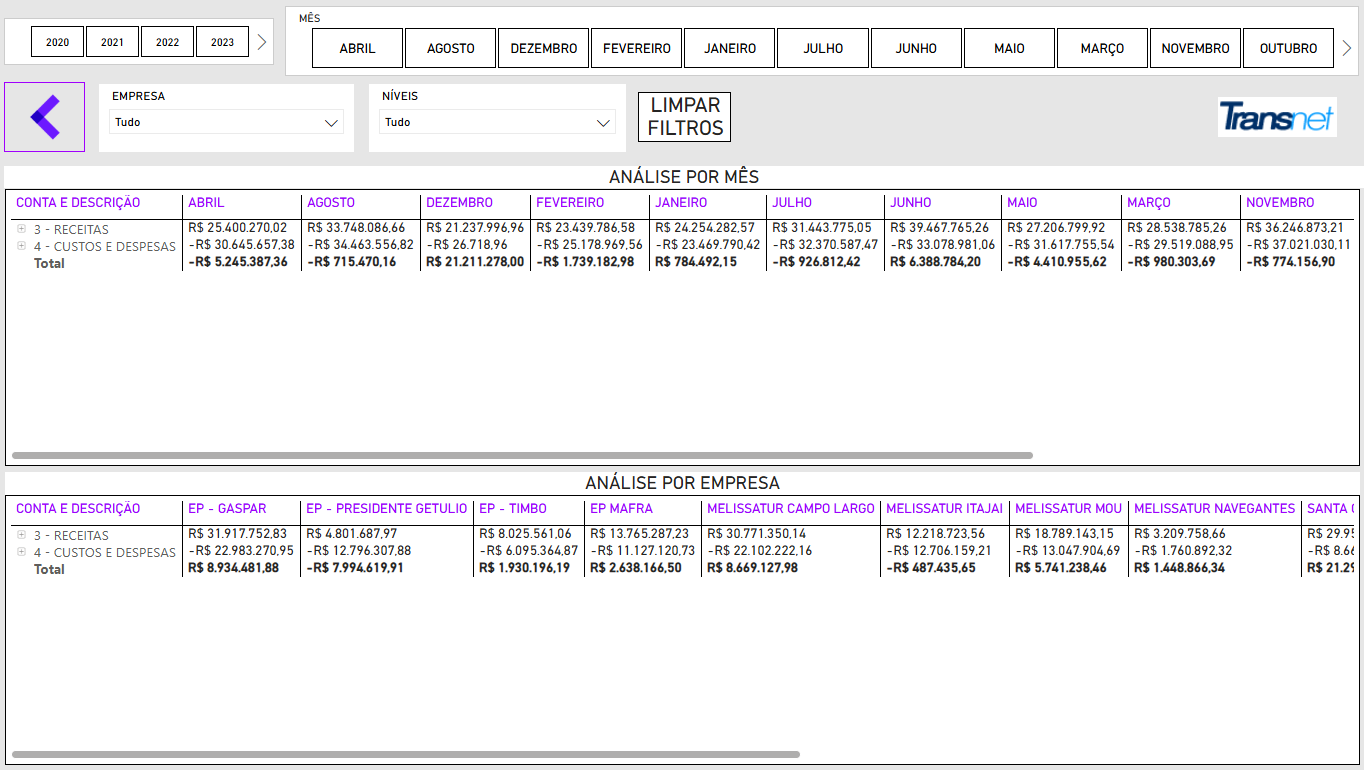 2020 2021 2022 2023
MÊS
ABRIL AGOSTO DEZEMBRO FEVEREIRO JANEIRO JULHO JUNHO MAIO MARÇO NOVEMBRO OUTUBRO
EMPRESA
Tudo
NÍVEIS
Tudo
LIMPAR
FILTROS
Transnet
ANÁLISE POR MÊS
CONTA E DESCRIÇÃO ABRIL AGOSTO DEZEMBRO FEVEREIRO JANEIRO JULHO JUNHO MAIO MARÇO NOVEMBRO
3 - RECEITAS R$ 25.400.270,02 R$ 33.748.086,66 R$ 21.237.996,96 R$ 23.439.786,58 R$ 24.254.282,57 R$ 31.443.775,05 R$ 39.467.765,26 R$ 27.206.799,92 R$ 28.538.785,26 R$ 36.246.873,21
4 - CUSTOS E DESPESAS -R$ 30.645.657,38 -R$ 34.463.556,82 -R$ 26.718,96 -R$ 25.178.969,56 -R$ 23.469.790,42 -R$ 32.370.587,47 -R$ 33.078.981,06 -R$ 31.617.755,54 -R$ 29.519.088,95 -R$ 37.021.030,11
Total -R$ 5.245.387,36 -R$ 715.470,16 R$ 21.211.278,00 -R$ 1.739.182,98 R$ 784.492,15 -R$ 926.812,42 R$ 6.388.784,20 -R$ 4.410.955,62 -R$ 980.303,69 -R$ 774.156,90
ANÁLISE POR EMPRESA
CONTA E DESCRIÇÃO EP - GASPAR EP - PRESIDENTE GETULIO EP - TIMBO EP MAFRA MELISSATUR CAMPO LARGO MELISSATUR ITAJAI MELISSATUR MOU MELISSATUR NAVEGANTES SANTA
3 - RECEITAS R$ 31.917.752,83 R$ 4.801.687,97 R$ 8.025.561,06 R$ 13.765.287,23 R$ 30.771.350,14 R$ 12.218.723,56 R$ 18.789.143,15 R$ 3.209.758,66 R$ 29.95
4 - CUSTOS E DESPESAS -R$ 22.983.270,95 -R$ 12.796.307,88 -R$ 6.095.364,87 -R$ 11.127.120,73 -R$ 22.102.222,16 -R$ 12.706.159,21 -R$ 13.047.904,69 -R$ 1.760.892,32 -R$ 8.66
Total R$ 8.934.481,88 -R$ 7.994.619,91 R$ 1.930.196,19 R$ 2.638.166,50 R$ 8.669.127,98 -R$ 487.435,65 R$ 5.741.238,46 R$ 1.448.866,34 R$ 21.29